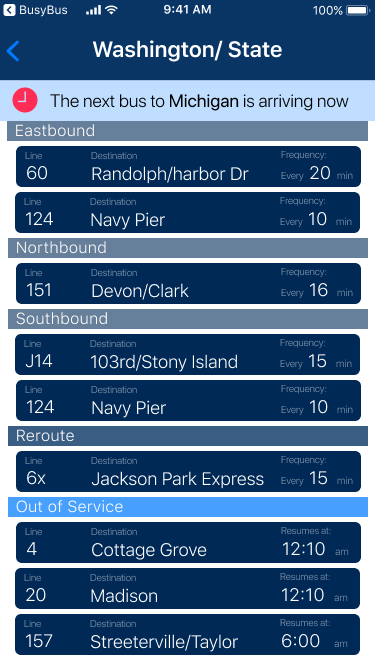 BusyBus 9:41 AM 100%
Washington/ State
The next bus to Michigan is arriving now
Eastbound
Line Destination Frequency:
60 Randolph/harbor Dr Every 20 min
Line Destination Frequency:
124 Navy Pier Every 10 min
Northbound
Line Destination Frequency:
151 Devon/Clark Every 16 min
Southbound
Line Destination Frequency:
J14 103rd/Stony Island Every 15 min
Line Destination Frequency:
124 Navy Pier Every 10 min
Reroute
Line Destination Frequency:
6x Jackson Park Express Every 15 min
Out of Service
Line Destination Resumes at:
4 Cottage Grove 12:10 am
Line Destination Resumes at:
20 Madison 12:10 am
Line Destination Resumes at:
157 Streeterville/Taylor 6:00 am